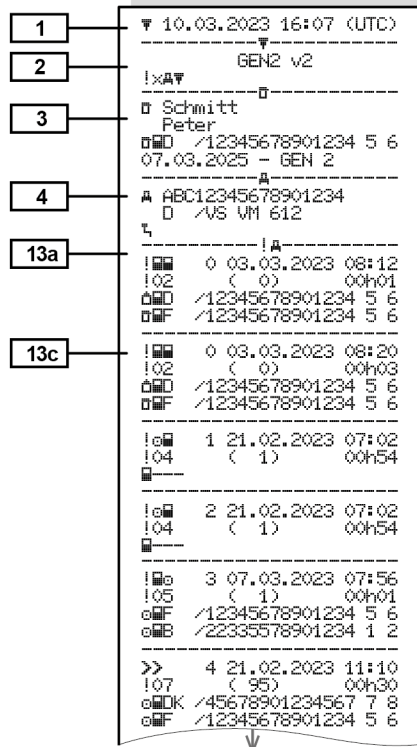 1
▼ 10.03.2023 16:07 (UTC)
2
GEN2 v2
!×A▼
3
Schmitt
Peter
D /12345678901234 5 6
07.03.2025 - GEN 2
4
A ABC12345678901234
D /VS VM 612
13a
!A
! 0 03.03.2023 08:12
!02 ( 0) 00h01
D /12345678901234 5 6
F /12345678901234 5 6
13c
! 0 03.03.2023 08:20
!02 ( 0) 00h03
D /12345678901234 5 6
F /12345678901234 5 6
!⊙ 1 21.02.2023 07:02
!04 ( 1) 00h54
---
!⊙ 2 21.02.2023 07:02
!04 ( 1) 00h54
---
!⊙ 3 07.03.2023 07:56
!05 ( 1) 00h01
⊙F /12345678901234 5 6
⊙B /22335578901234 1 2
>> 4 21.02.2023 11:10
!07 ( 95) 00h30
⊙DK /45678901234567 7 8
⊙F /12345678901234 5 6